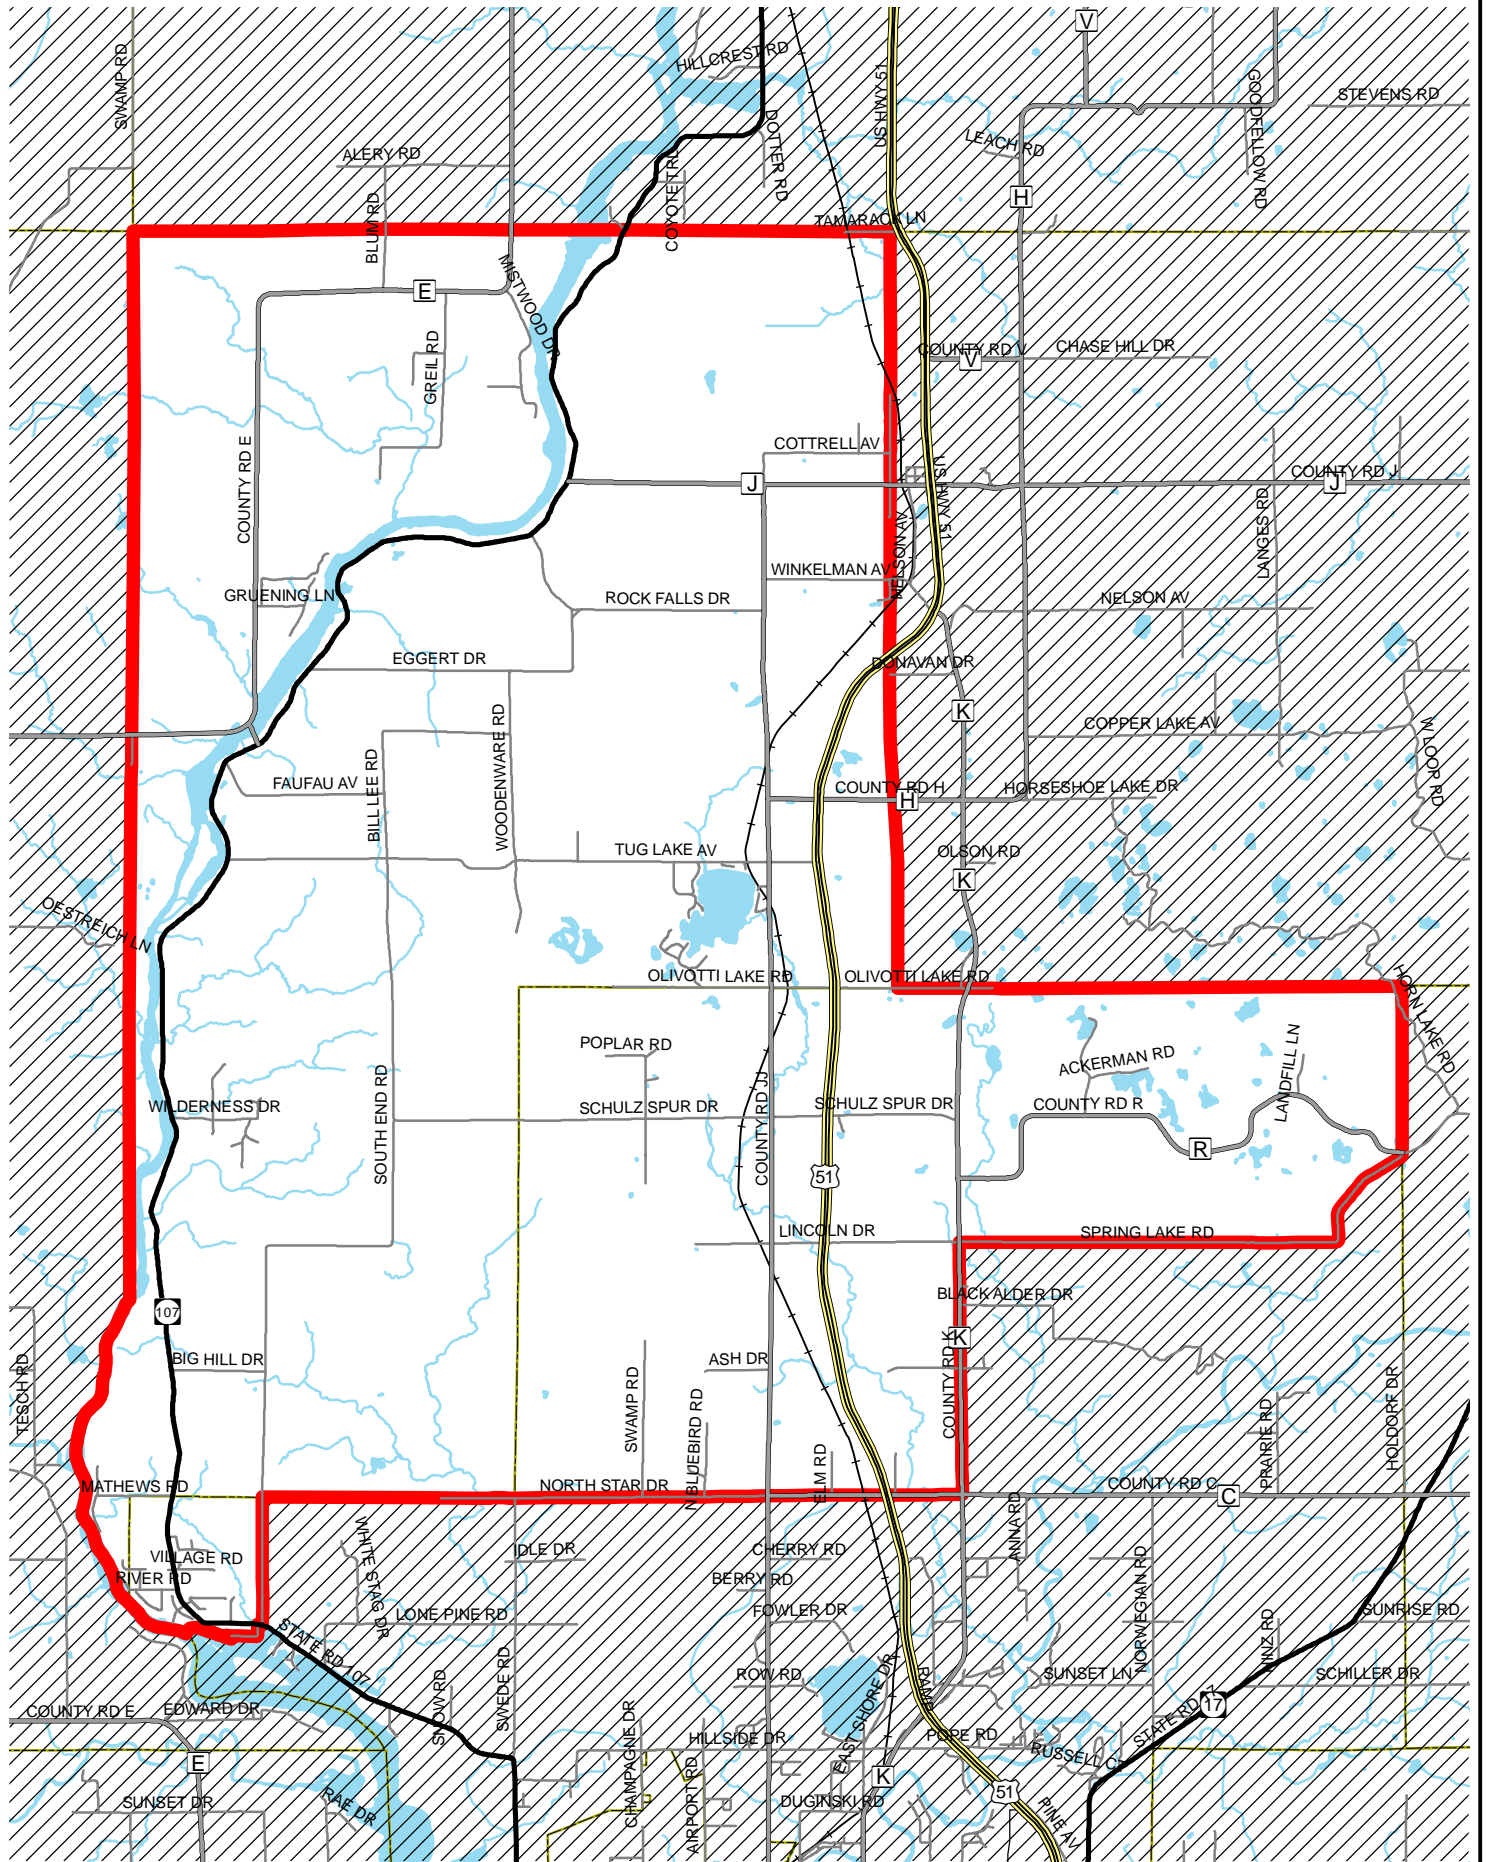 V
SWAMP RD
HILLCREST RD
US HWY 51
GOODFELLOW RD
STEVENS RD
DOTTER RD
LEACH RD
ALERY RD
COYOTE TRL
BLUM RD
H
TAMARACK LN
MISTWOOD DR
E
GREIL RD
COUNTY RD V
V
CHASE HILL DR
COUNTY RD E
COTTRELL AV
US HWY 51
COUNTY RD J
J
J
LANGES RD
NELSON AV
WINKELMAN AV
GRUENING LN
ROCK FALLS DR
NELSON AV
EGGERT DR
DONAVAN DR
K
COPPER LAKE AV
WOODENWARE RD
BILL LEE RD
W LOOP RD
FAUFAU AV
COUNTY RD H
H
HORSESHOE LAKE DR
TUG LAKE AV
OLSON RD
K
OESTREICH LN
OLIVOTTI LAKE RD
OLIVOTTI LAKE RD
HORN LAKE RD
POPLAR RD
ACKERMAN RD
LANDFILL LN
WILDERNESS DR
SOUTH END RD
SCHULZ SPUR DR
SCHULZ SPUR DR
COUNTY RD R
COUNTY RD JJ
R
51
LINCOLN DR
SPRING LAKE RD
BLACK ALDER DR
107
K
COUNTY RD K
BIG HILL DR
ASH DR
TESCH RD
SWAMP RD
N BLUEBIRD RD
HOLDORF DR
PRAIRIE RD
ELM RD
MATHEWS RD
NORTH STAR DR
COUNTY RD C
C
ANNA RD
WHITE STAG DR
IDLE DR
CHERRY RD
VILLAGE RD
RIVER RD
BERRY RD
NORWEGIAN RD
LONE PINE RD
FOWLER DR
SUNRISE RD
STATE RD 107
HINZ RD
SWEDE RD
ROW RD
EAST SHORE DR
RAMP
SUNSET LN
SCHILLER DR
SNOW RD
COUNTY RD E
EDWARD DR
STATE RD 17
17
CHAMPAGNE DR
HILLSIDE DR
POPE RD
RUSSELL CT
E
AIRPORT RD
K
51
SUNSET DR
RAE DR
DUGINSKI RD
PINE AV